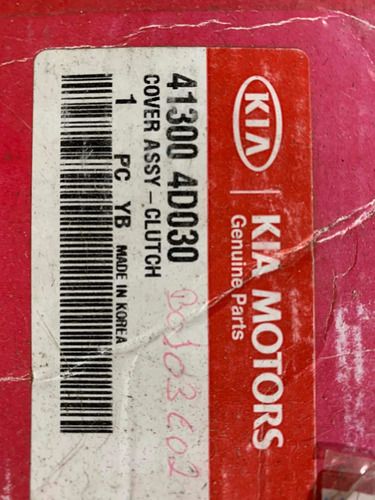 KIA
KIA MOTORS
Genuine Parts
41300 4D030
COVER ASSY-CLUTCH
1 PC YB MADE IN KOREA